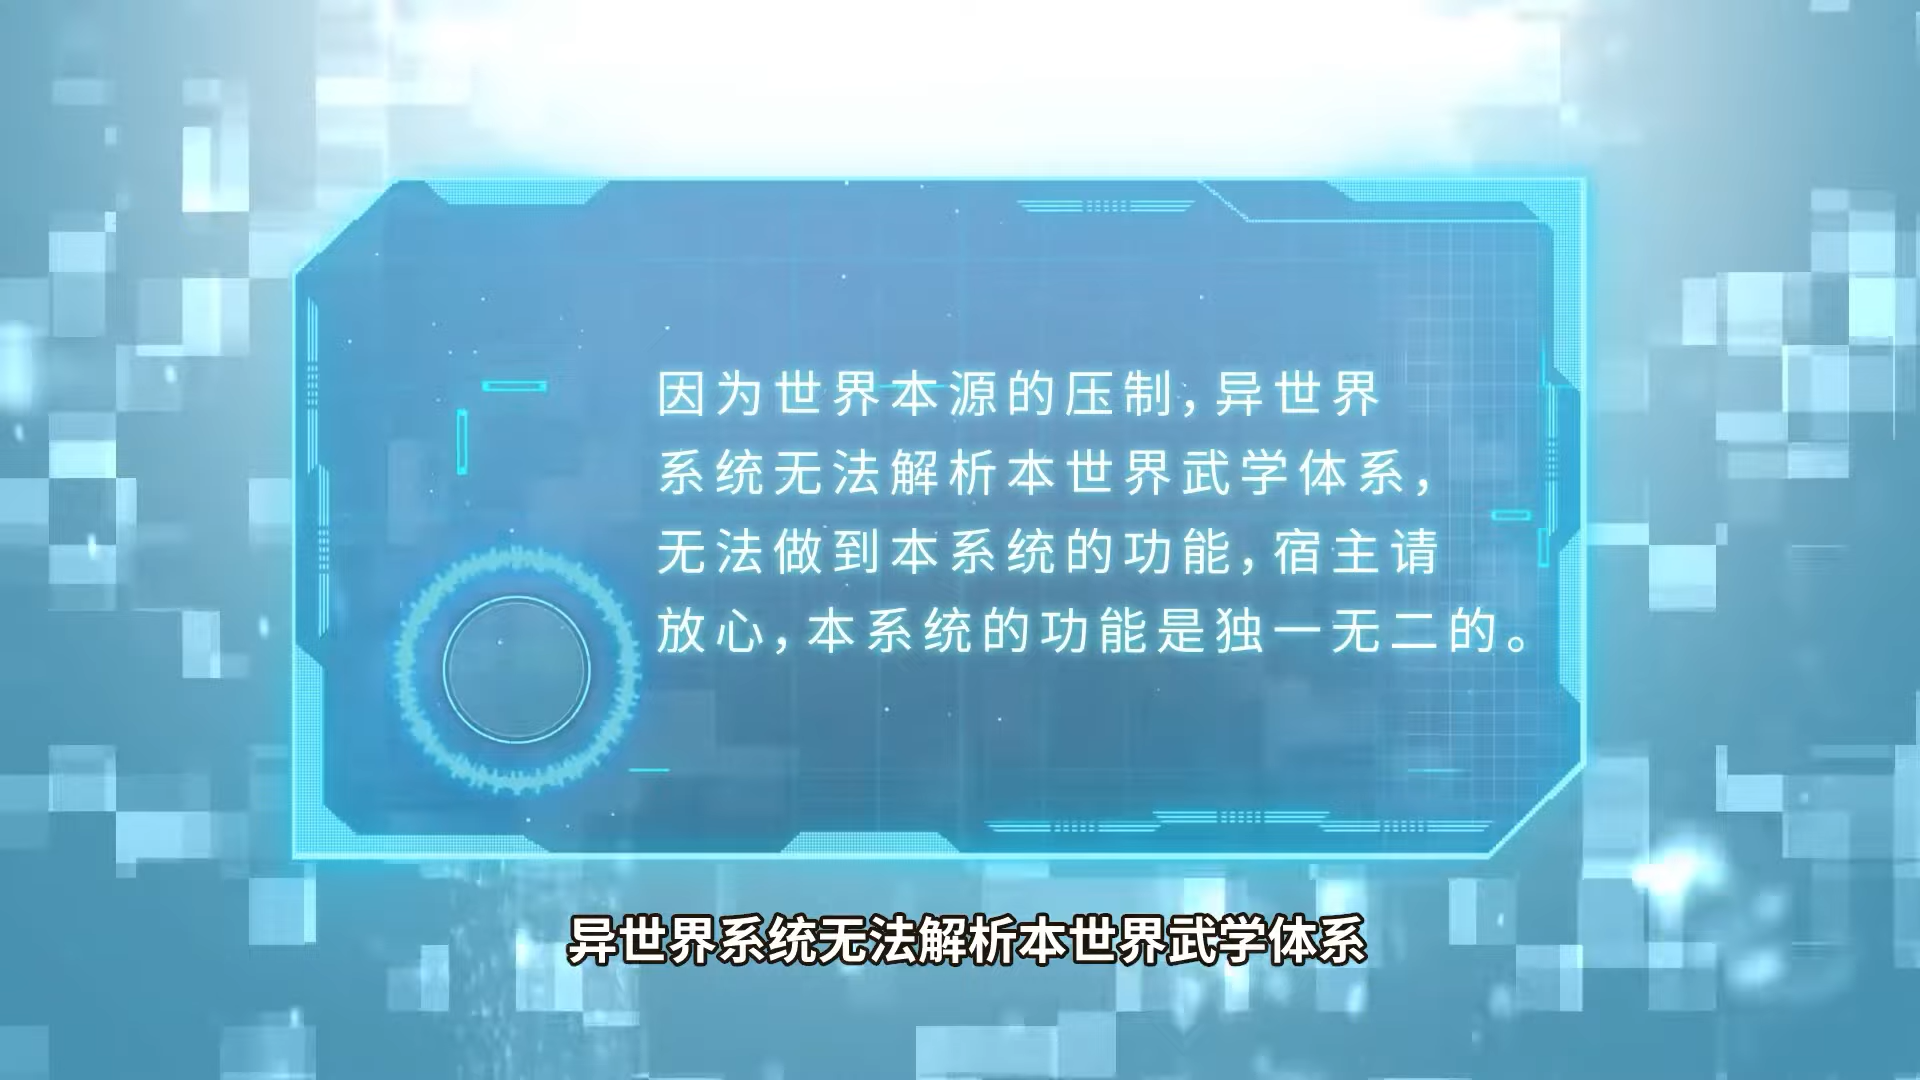 因为世界本源的压制，异世界
系统无法解析本世界武学体系，
无法做到本系统的功能，宿主请
放心，本系统的功能是独一无二的。
异世界系统无法解析本世界武学体系